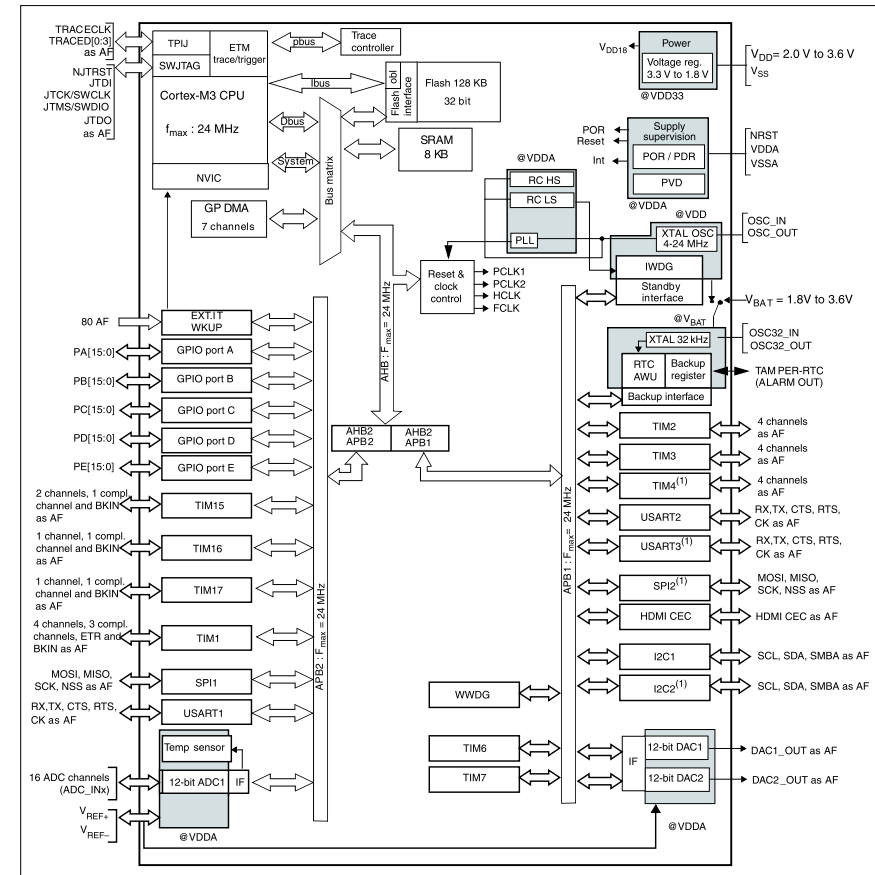 TRACECLK
TRACED[0:3]
as AF
NJTRST
JTDI
JTCK/SWCLK
JTMS/SWDIO
JTDO
as AF
TPIJ
SWJTAG
ETM
trace/trigger
Cortex-M3 CPU
fmax : 24 MHz
NVIC
pbus
Ibus
Dbus
System
Trace
controller
obl
Flash
interface
Flash 128 KB
32 bit
SRAM
8 KB
Bus matrix
GP DMA
7 channels
VDD18
Power
Voltage reg.
3.3 V to 1.8 V
@VDD33
VDD= 2.0 V to 3.6 V
VSS
POR
Reset
Int
Supply
supervision
POR / PDR
PVD
@VDDA
NRST
VDDA
VSSA
@VDDA
RC HS
RC LS
PLL
@VDD
XTAL OSC
4-24 MHz
OSC_IN
OSC_OUT
IWDG
Standby
interface
Reset &
clock
control
PCLK1
PCLK2
HCLK
FCLK
VBAT = 1.8V to 3.6V
@VBAT
XTAL 32 kHz
OSC32_IN
OSC32_OUT
RTC
AWU
Backup
register
Backup interface
TAMPER-RTC
(ALARM OUT)
AHB : Fmax = 24 MHz
AHB2
APB2
AHB2
APB1
80 AF
EXT.IT
WKUP
PA[15:0]
GPIO port A
PB[15:0]
GPIO port B
PC[15:0]
GPIO port C
PD[15:0]
GPIO port D
PE[15:0]
GPIO port E
2 channels, 1 compl.
channel and BKIN
as AF
TIM15
1 channel, 1 compl.
channel and BKIN
as AF
TIM16
1 channel, 1 compl.
channel and BKIN
as AF
TIM17
4 channels, 3 compl.
channels, ETR and
BKIN as AF
TIM1
MOSI, MISO,
SCK, NSS as AF
SPI1
RX,TX, CTS, RTS,
CK as AF
USART1
APB2 : Fmax = 24 MHz
Temp sensor
16 ADC channels
(ADC_INx)
12-bit ADC1
IF
VREF+
VREF–
@VDDA
APB1 : Fmax = 24 MHz
TIM2
4 channels
as AF
TIM3
4 channels
as AF
TIM4(1)
4 channels
as AF
USART2
RX,TX, CTS, RTS,
CK as AF
USART3(1)
RX,TX, CTS, RTS,
CK as AF
SPI2(1)
MOSI, MISO,
SCK, NSS as AF
HDMI CEC
HDMI CEC as AF
I2C1
SCL, SDA, SMBA as AF
I2C2(1)
SCL, SDA, SMBA as AF
WWDG
TIM6
TIM7
IF
12-bit DAC1
DAC1_OUT as AF
12-bit DAC2
DAC2_OUT as AF
@VDDA